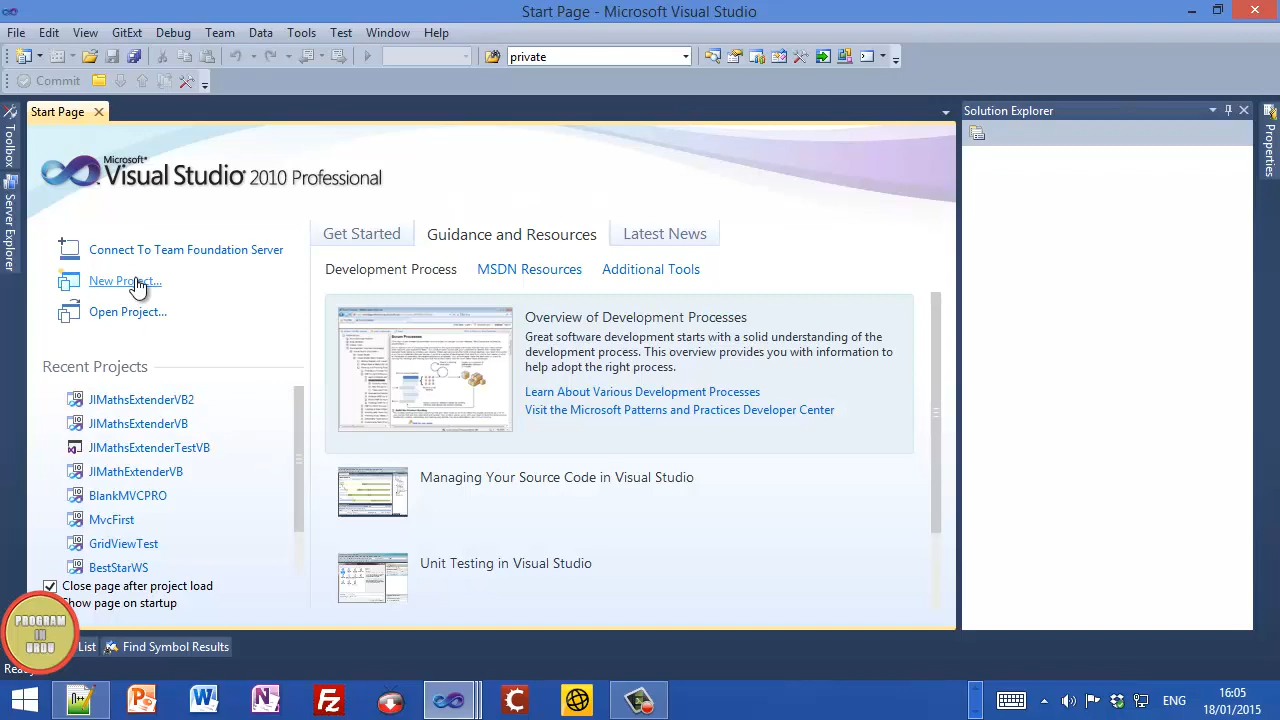 Start Page - Microsoft Visual Studio
File Edit View GitExt Debug Team Data Tools Test Window Help
private
Commit
Start Page
Solution Explorer
Toolbox
Server Explorer
Properties
Microsoft®
Visual Studio® 2010 Professional
Connect To Team Foundation Server
New Project...
Open Project...
Recent Projects
JIMathsExtenderVB2
JIMathsExtenderVB
JIMathsExtenderTestVB
JIMathExtenderVB
BlankMVCPRO
MvcFirst
GridViewTest
BestStarWS
Close page after project load
Show page on startup
Get Started Guidance and Resources Latest News
Development Process MSDN Resources Additional Tools
Overview of Development Processes
Great software development starts with a solid understanding of the
development process. This overview provides you with information to
help adopt the right process.
Learn About Various Development Processes
Visit the Microsoft Patterns and Practices Developer Center
Managing Your Source Code in Visual Studio
Unit Testing in Visual Studio
PROGRAM
IN
URDU
List Find Symbol Results
ENG
16:05
18/01/2015